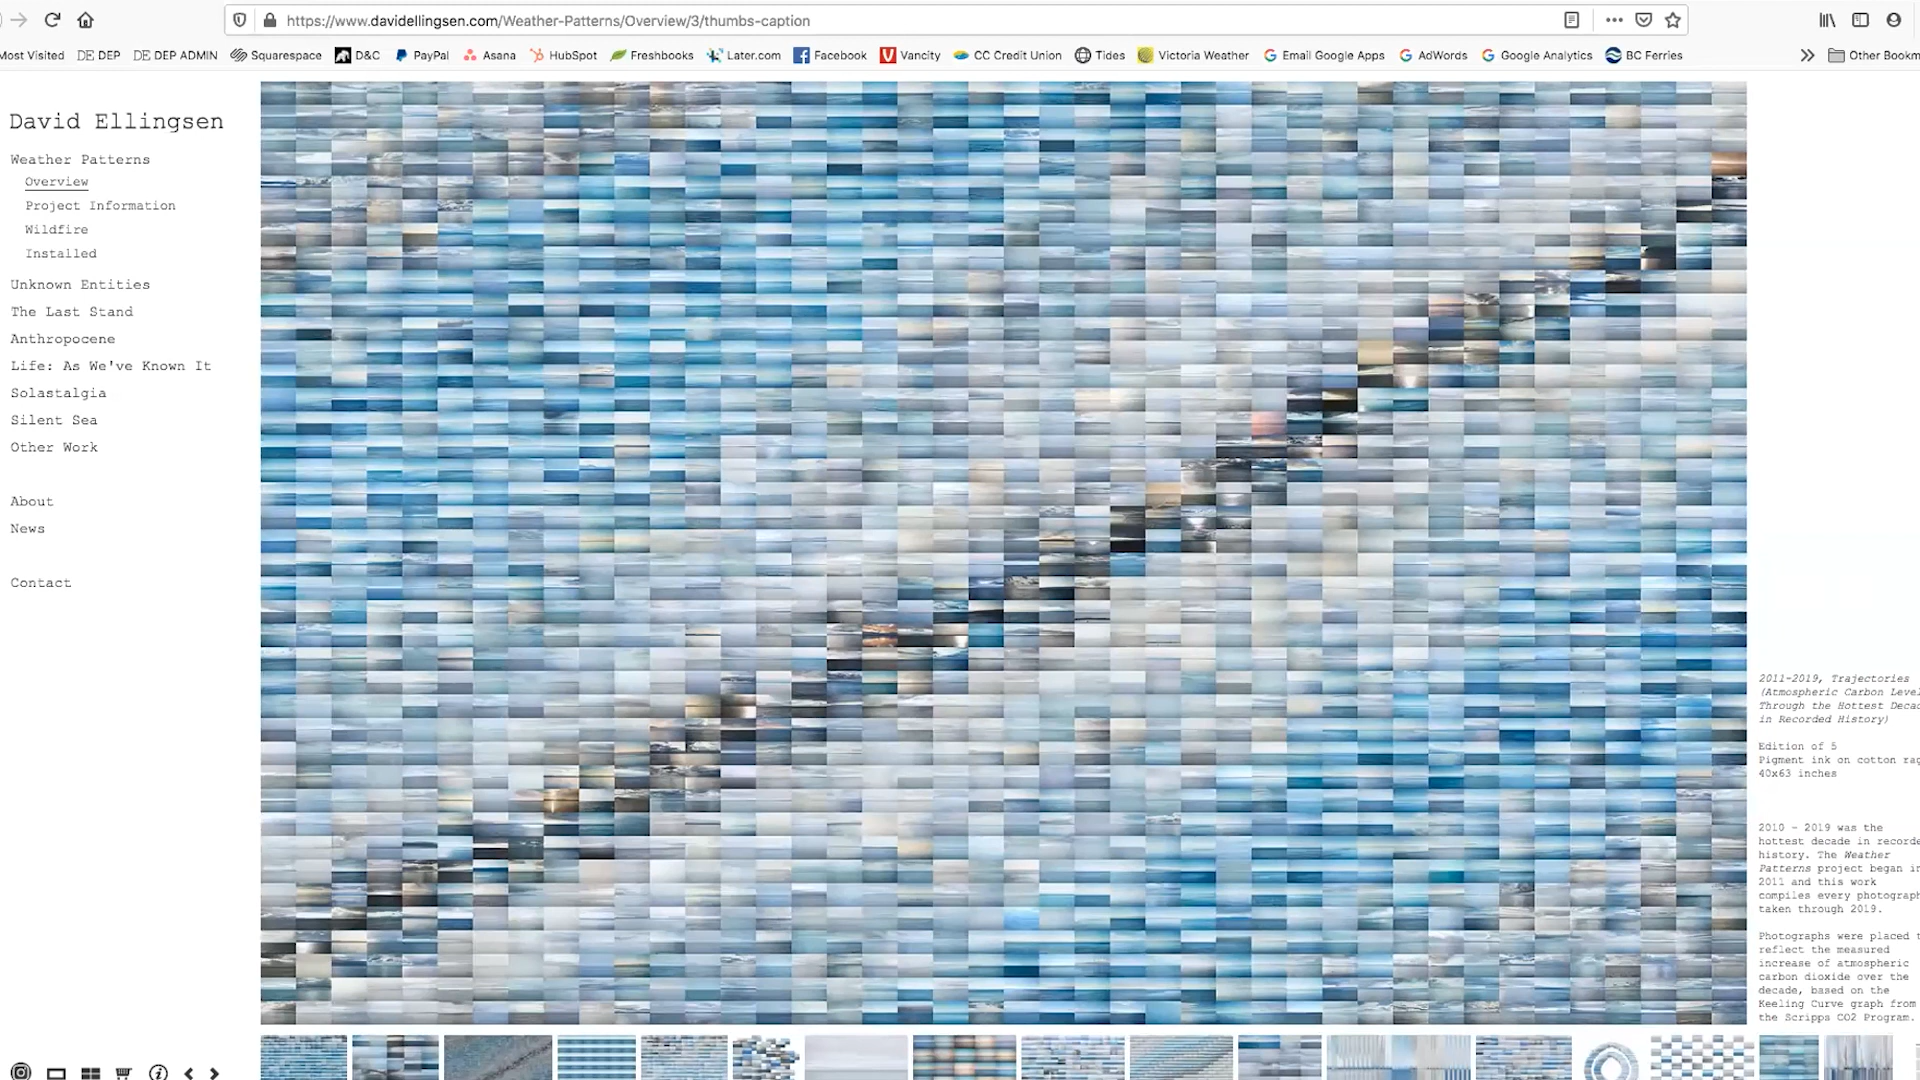 https://www.davidellingsen.com/Weather-Patterns/Overview/3/thumbs-caption
Most Visited DE DEP DE DEP ADMIN Squarespace D&C PayPal Asana HubSpot Freshbooks Later.com Facebook Vancity CC Credit Union Tides Victoria Weather Email Google Apps AdWords Google Analytics BC Ferries Other Bookm
David Ellingsen
Weather Patterns
Overview
Project Information
Wildfire
Installed
Unknown Entities
The Last Stand
Anthropocene
Life: As We've Known It
Solastalgia
Silent Sea
Other Work
About
News
Contact
2011-2019, Trajectories
(Atmospheric Carbon Level
Through the Hottest Deca
in Recorded History)
Edition of 5
Pigment ink on cotton rag
40x63 inches
2010 - 2019 was the
hottest decade in recorde
history. The Weather
Patterns project began in
2011 and this work
compiles every photograph
taken through 2019.
Photographs were placed t
reflect the measured
increase of atmospheric
carbon dioxide over the
decade, based on the
Keeling Curve graph from
the Scripps CO2 Program.